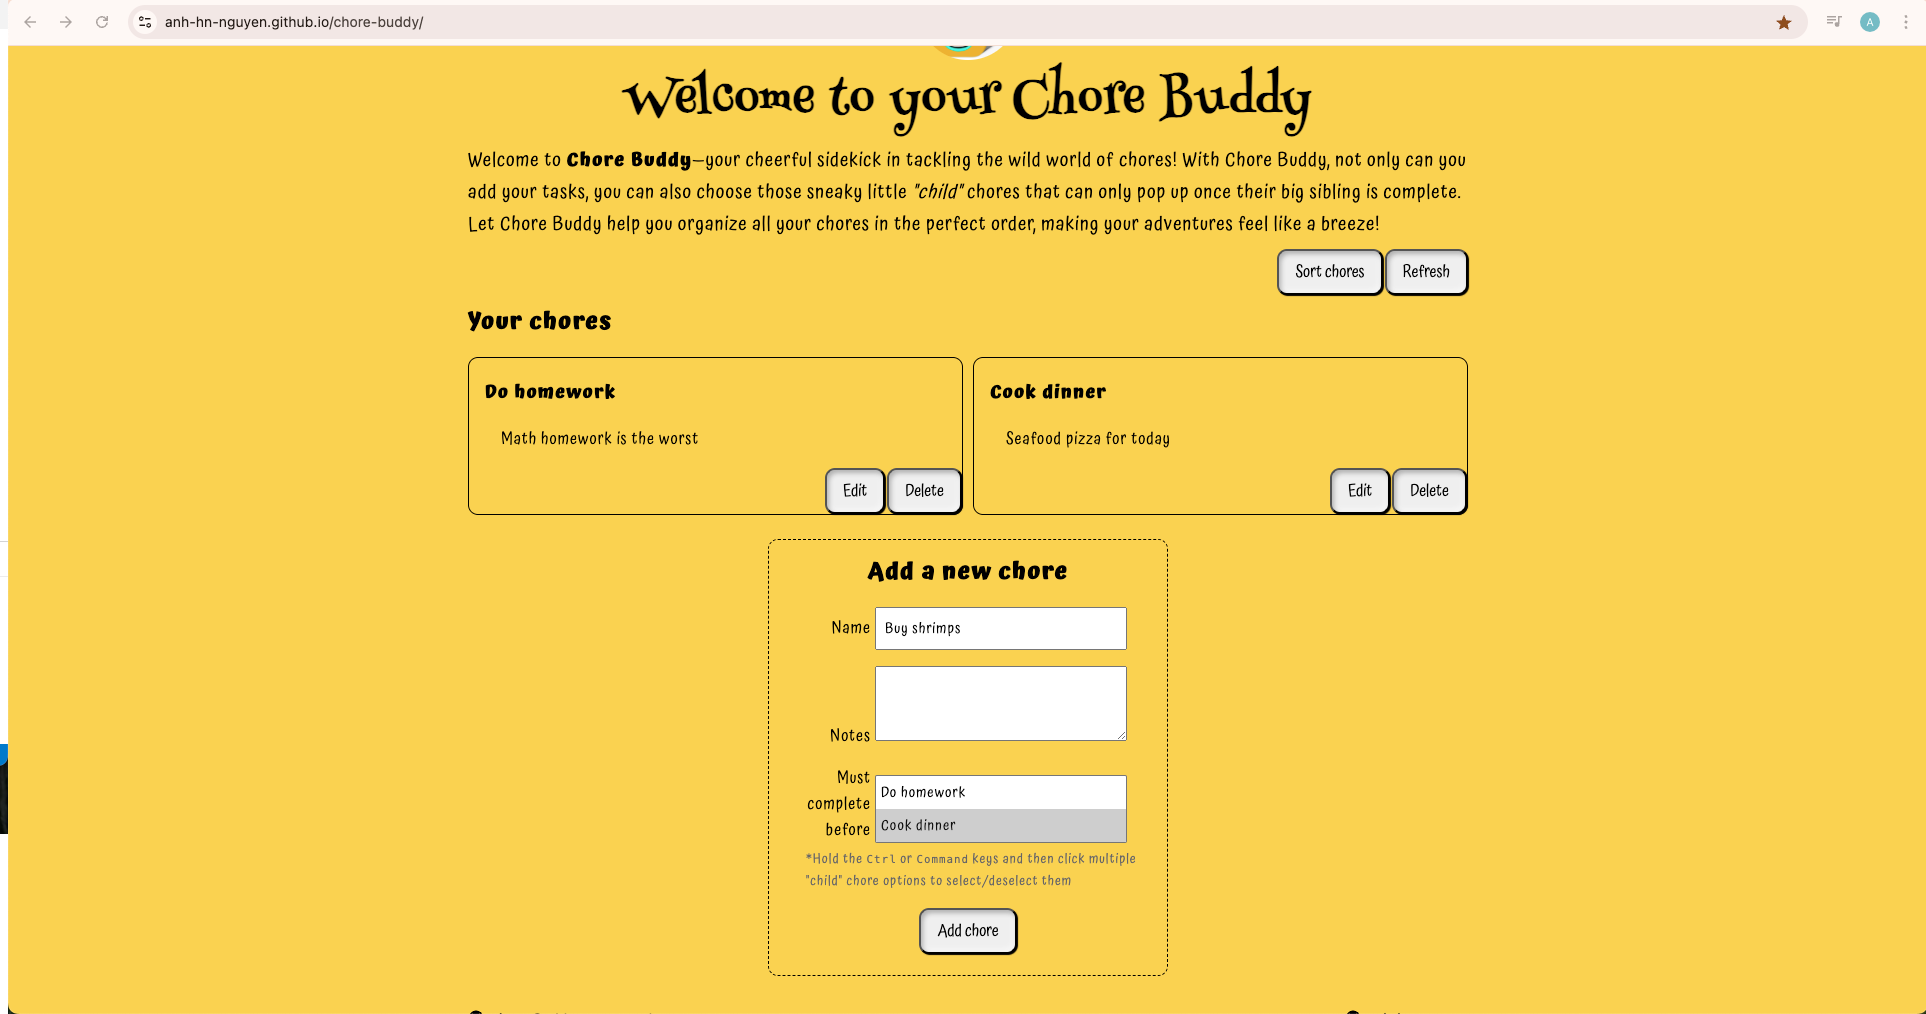 anh-hn-nguyen.github.io/chore-buddy/
A
Welcome to your Chore Buddy
Welcome to Chore Buddy—your cheerful sidekick in tackling the wild world of chores! With Chore Buddy, not only can you
add your tasks, you can also choose those sneaky little "child" chores that can only pop up once their big sibling is complete.
Let Chore Buddy help you organize all your chores in the perfect order, making your adventures feel like a breeze!
Sort chores Refresh
Your chores
Do homework
Math homework is the worst
Edit Delete
Cook dinner
Seafood pizza for today
Edit Delete
Add a new chore
Name Buy shrimps
Notes
Must complete before
Do homework
Cook dinner
*Hold the Ctrl or Command keys and then click multiple
"child" chore options to select/deselect them
Add chore